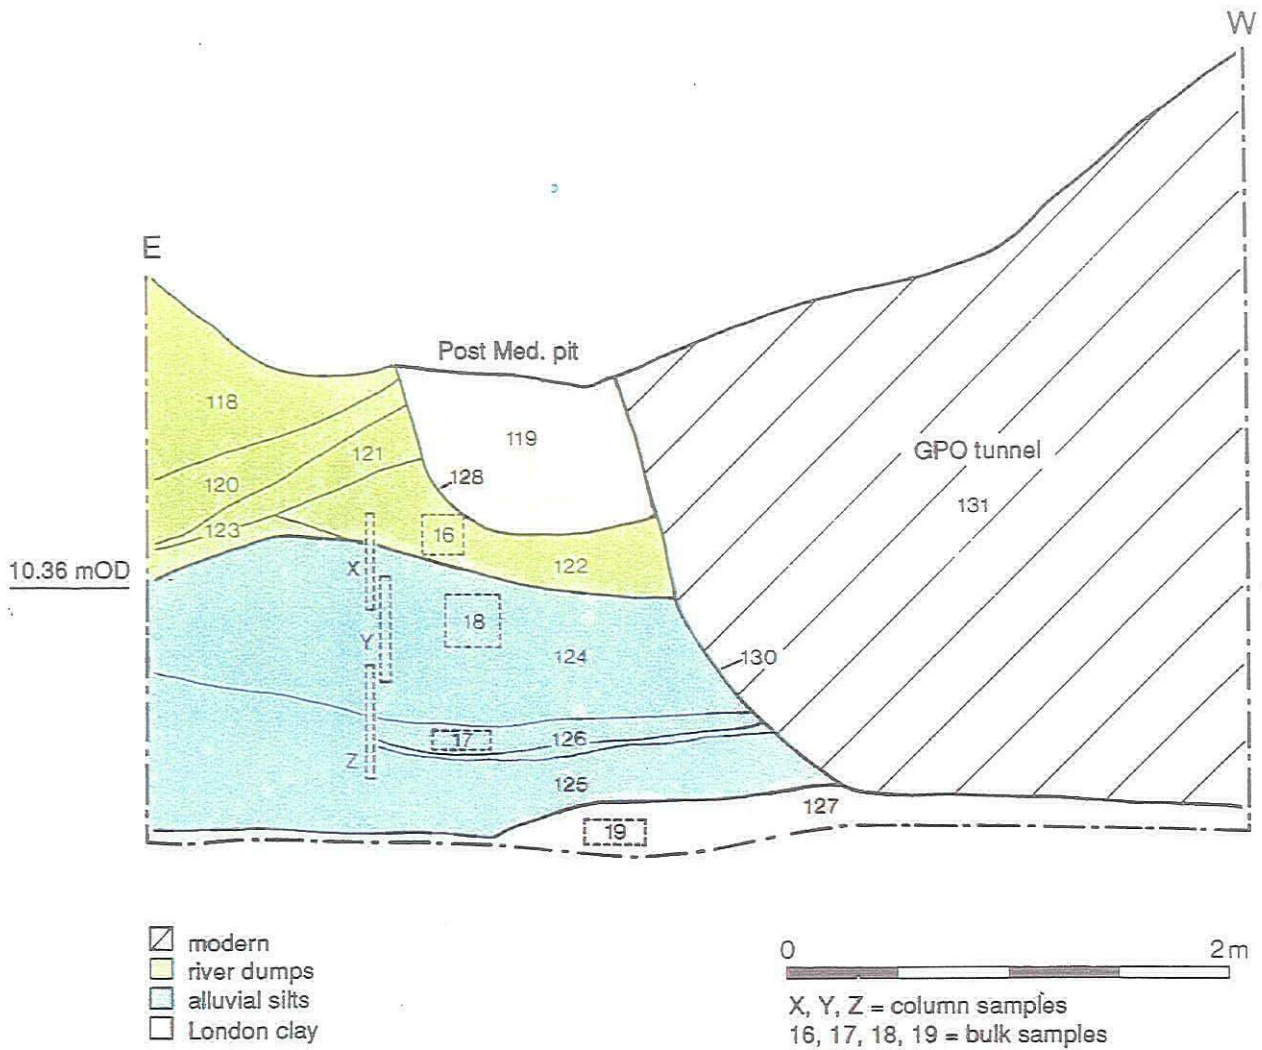 W
E
Post Med. pit
118
119
121
GPO tunnel
128
120
131
123
16
122
10.36 mOD
X
18
Y
124
130
17
126
Z
125
127
19
modern
river dumps
alluvial silts
London clay
0 2m
X, Y, Z = column samples
16, 17, 18, 19 = bulk samples